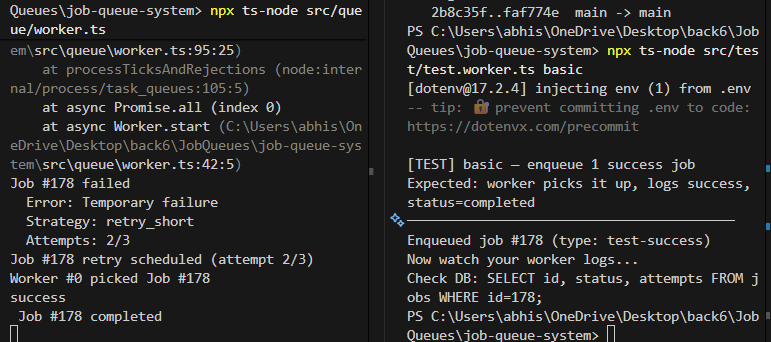 Queues\job-queue-system> npx ts-node src/que
ue/worker.ts
em\src\queue\worker.ts:95:25)
    at processTicksAndRejections (node:inter
nal/process/task_queues:105:5)
    at async Promise.all (index 0)
    at async Worker.start (C:\Users\abhis\On
eDrive\Desktop\back6\JobQueues\job-queue-sys
tem\src\queue\worker.ts:42:5)
Job #178 failed
  Error: Temporary failure
  Strategy: retry_short
  Attempts: 2/3
Job #178 retry scheduled (attempt 2/3)
Worker #0 picked Job #178
success
 Job #178 completed
   2b8c35f..faf774e  main -> main
PS C:\Users\abhis\OneDrive\Desktop\back6\Job
Queues\job-queue-system> npx ts-node src/tes
t/test.worker.ts basic
[dotenv@17.2.4] injecting env (1) from .env
-- tip: 🔐 prevent committing .env to code:
https://dotenvx.com/precommit
[TEST] basic — enqueue 1 success job
Expected: worker picks it up, logs success,
status=completed
Enqueued job #178 (type: test-success)
Now watch your worker logs...
Check DB: SELECT id, status, attempts FROM j
obs WHERE id=178;
PS C:\Users\abhis\OneDrive\Desktop\back6\Job
Queues\job-queue-system>